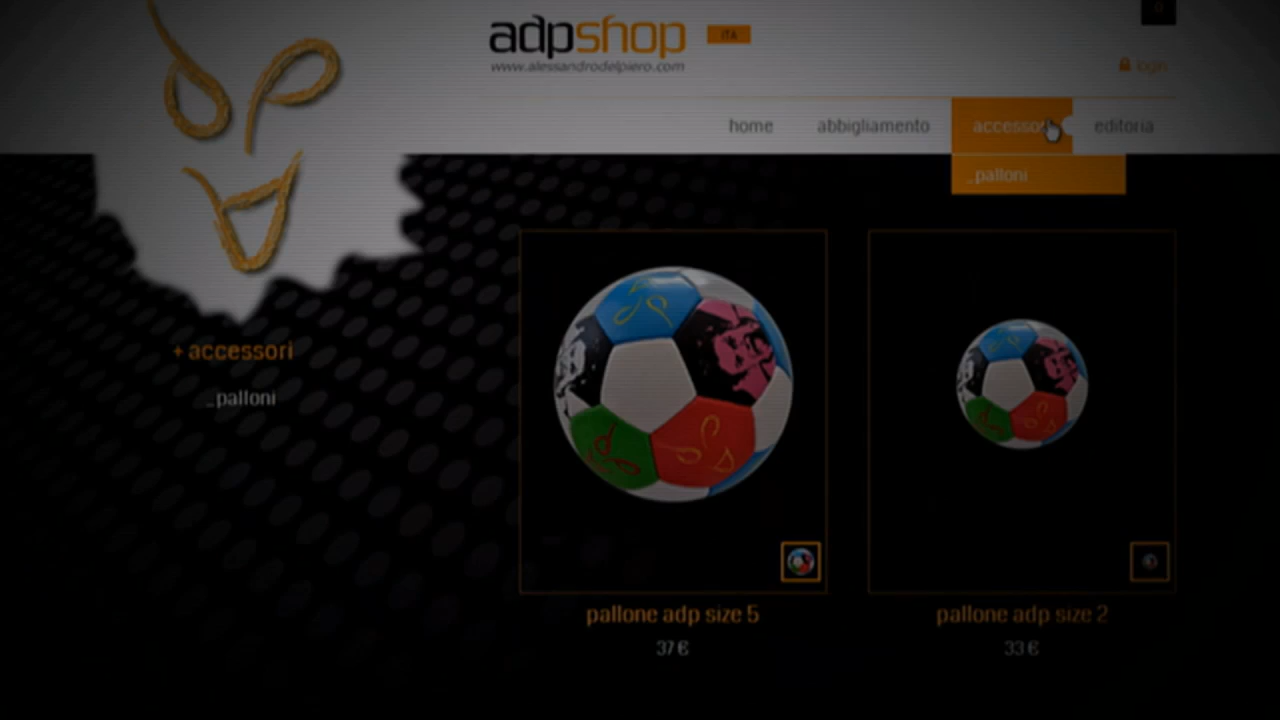 adpshop
ITA
www.alessandrodelpiero.com
login
home
abbigliamento
accessori
editoria
_palloni
+ accessori
_palloni
pallone adp size 5
37 €
pallone adp size 2
33 €